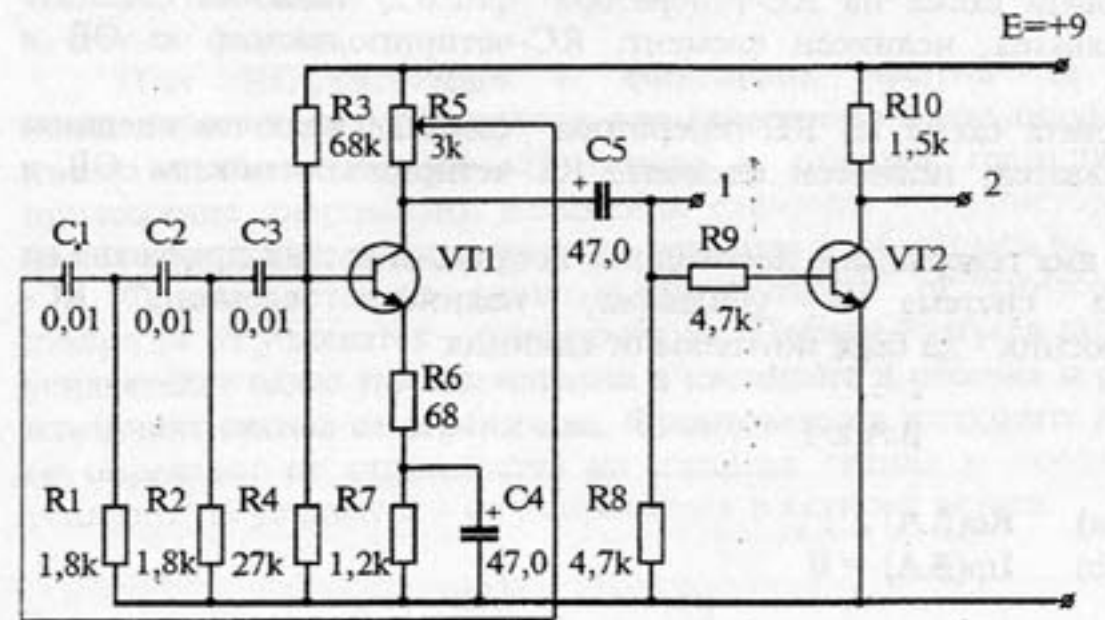 E=+9
R3
68k
R5
3k
C5
+
47,0
1
R10
1,5k
2
C1
0,01
C2
0,01
C3
0,01
VT1
R9
4,7k
VT2
R6
68
R1
1,8k
R2
1,8k
R4
27k
R7
1,2k
C4
+
47,0
R8
4,7k